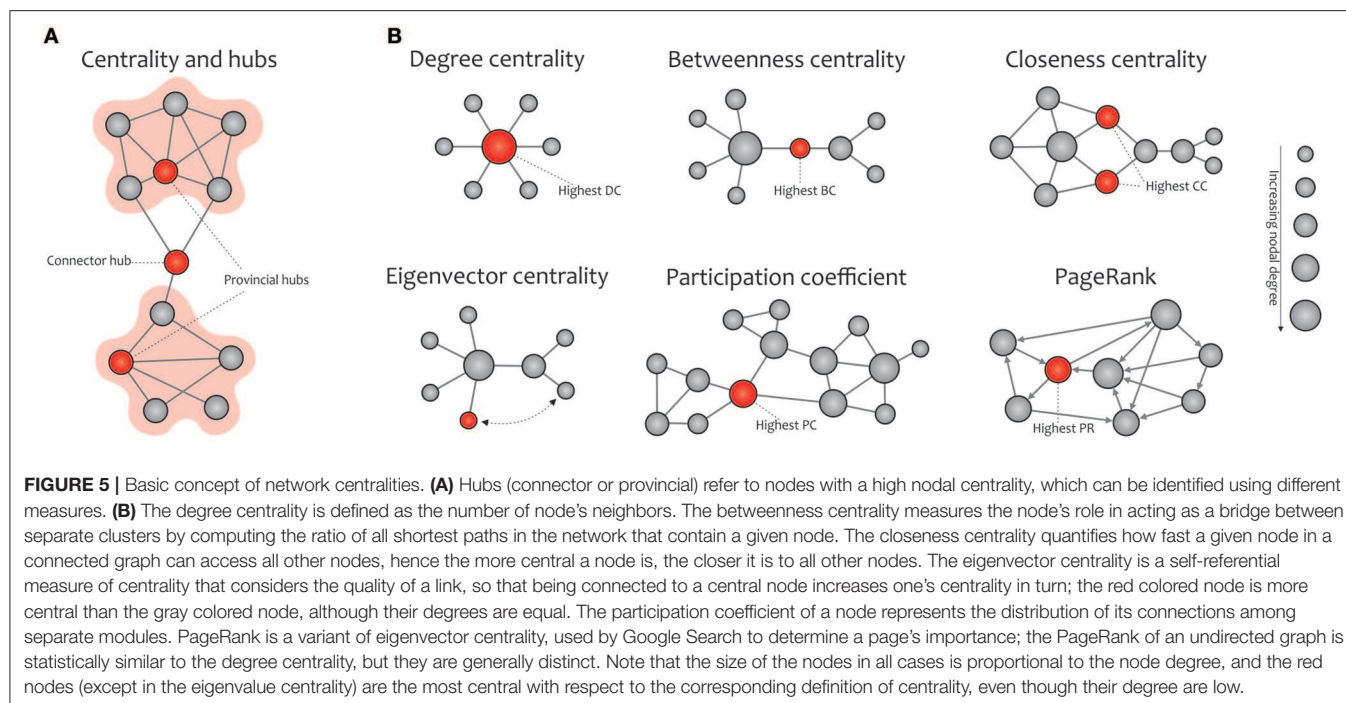 A
B
Centrality and hubs
Connector hub
Provincial hubs
Degree centrality
Highest DC
Betweenness centrality
Highest BC
Closeness centrality
Highest CC
Eigenvector centrality
Participation coefficient
Highest PC
PageRank
Highest PR
Increasing nodal degree
FIGURE 5 | Basic concept of network centralities. (A) Hubs (connector or provincial) refer to nodes with a high nodal centrality, which can be identified using different
measures. (B) The degree centrality is defined as the number of node's neighbors. The betweenness centrality measures the node's role in acting as a bridge between
separate clusters by computing the ratio of all shortest paths in the network that contain a given node. The closeness centrality quantifies how fast a given node in a
connected graph can access all other nodes, hence the more central a node is, the closer it is to all other nodes. The eigenvector centrality is a self-referential
measure of centrality that considers the quality of a link, so that being connected to a central node increases one's centrality in turn; the red colored node is more
central than the gray colored node, although their degrees are equal. The participation coefficient of a node represents the distribution of its connections among
separate modules. PageRank is a variant of eigenvector centrality, used by Google Search to determine a page's importance; the PageRank of an undirected graph is
statistically similar to the degree centrality, but they are generally distinct. Note that the size of the nodes in all cases is proportional to the node degree, and the red
nodes (except in the eigenvalue centrality) are the most central with respect to the corresponding definition of centrality, even though their degree are low.